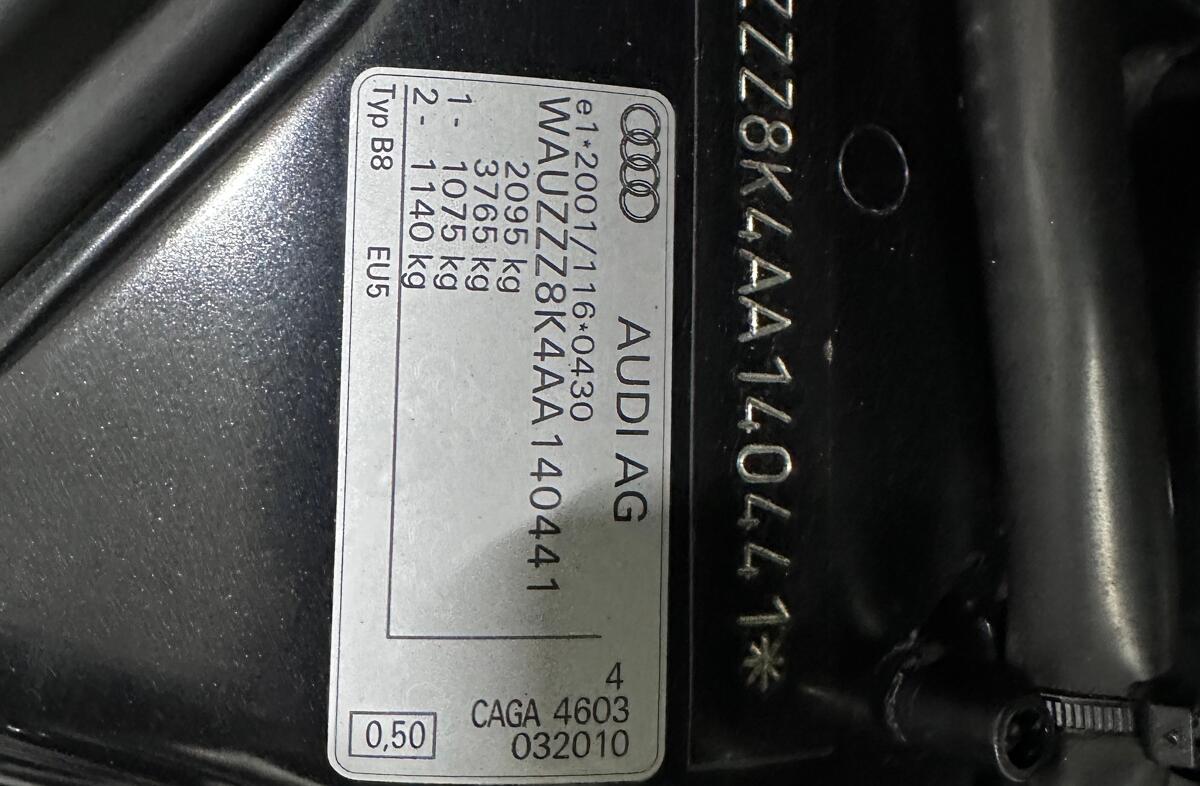 AUDI AG
e1*2001/116*0430
WAUZZZ8K4AA140441
2095 kg
3765 kg
1 - 1075 kg
2 - 1140 kg
Typ B8 EU5
4
CAGA 4603
032010
0,50
ZZZ8K4AA140441*